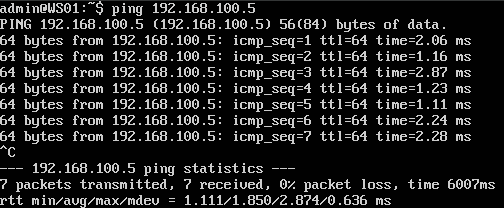 admin@WS01:~$ ping 192.168.100.5
PING 192.168.100.5 (192.168.100.5) 56(84) bytes of data.
64 bytes from 192.168.100.5: icmp_seq=1 ttl=64 time=2.06 ms
64 bytes from 192.168.100.5: icmp_seq=2 ttl=64 time=1.16 ms
64 bytes from 192.168.100.5: icmp_seq=3 ttl=64 time=2.87 ms
64 bytes from 192.168.100.5: icmp_seq=4 ttl=64 time=1.23 ms
64 bytes from 192.168.100.5: icmp_seq=5 ttl=64 time=1.11 ms
64 bytes from 192.168.100.5: icmp_seq=6 ttl=64 time=2.24 ms
64 bytes from 192.168.100.5: icmp_seq=7 ttl=64 time=2.28 ms
^C
--- 192.168.100.5 ping statistics ---
7 packets transmitted, 7 received, 0% packet loss, time 6007ms
rtt min/avg/max/mdev = 1.111/1.850/2.874/0.636 ms